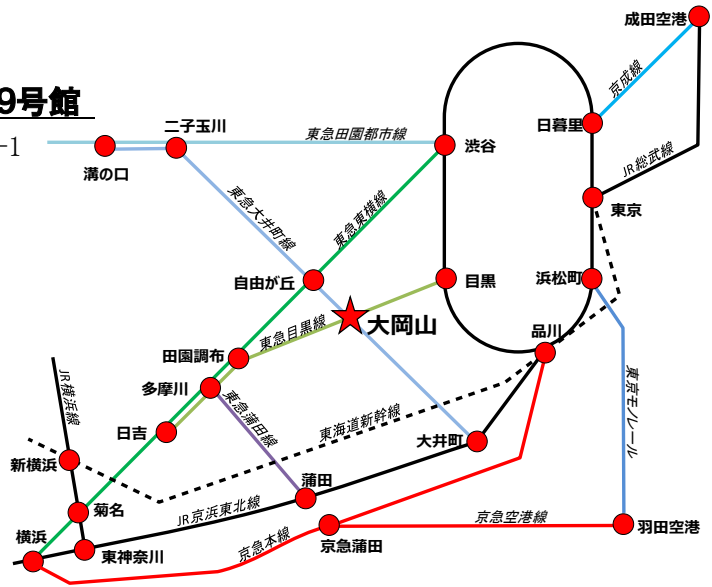 成田空港
京成線
9号館
二子玉川
日暮里
-1
東急田園都市線
渋谷
JR総武線
溝の口
東急大井町線
東急東横線
東京
自由が丘
目黒
浜松町
大岡山
品川
東急目黒線
田園調布
多摩川
JR横浜線
東急蒲田線
東海道新幹線
東京モノレール
日吉
大井町
新横浜
蒲田
菊名
JR京浜東北線
京急空港線
羽田空港
横浜
東神奈川
京急本線
京急蒲田